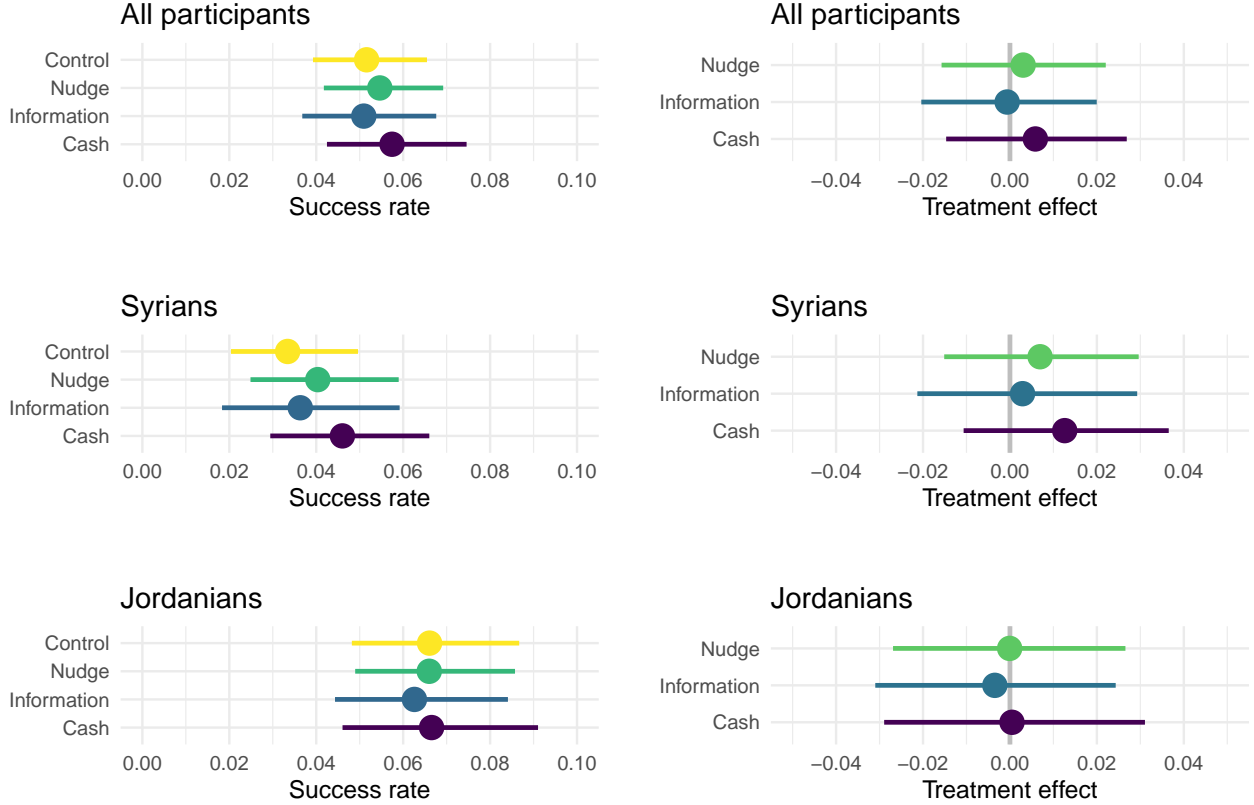 All participants
Control
Nudge
Information
Cash
0.00 0.02 0.04 0.06 0.08 0.10
Success rate
All participants
Nudge
Information
Cash
−0.04 −0.02 0.00 0.02 0.04
Treatment effect
Syrians
Control
Nudge
Information
Cash
0.00 0.02 0.04 0.06 0.08 0.10
Success rate
Syrians
Nudge
Information
Cash
−0.04 −0.02 0.00 0.02 0.04
Treatment effect
Jordanians
Control
Nudge
Information
Cash
0.00 0.02 0.04 0.06 0.08 0.10
Success rate
Jordanians
Nudge
Information
Cash
−0.04 −0.02 0.00 0.02 0.04
Treatment effect